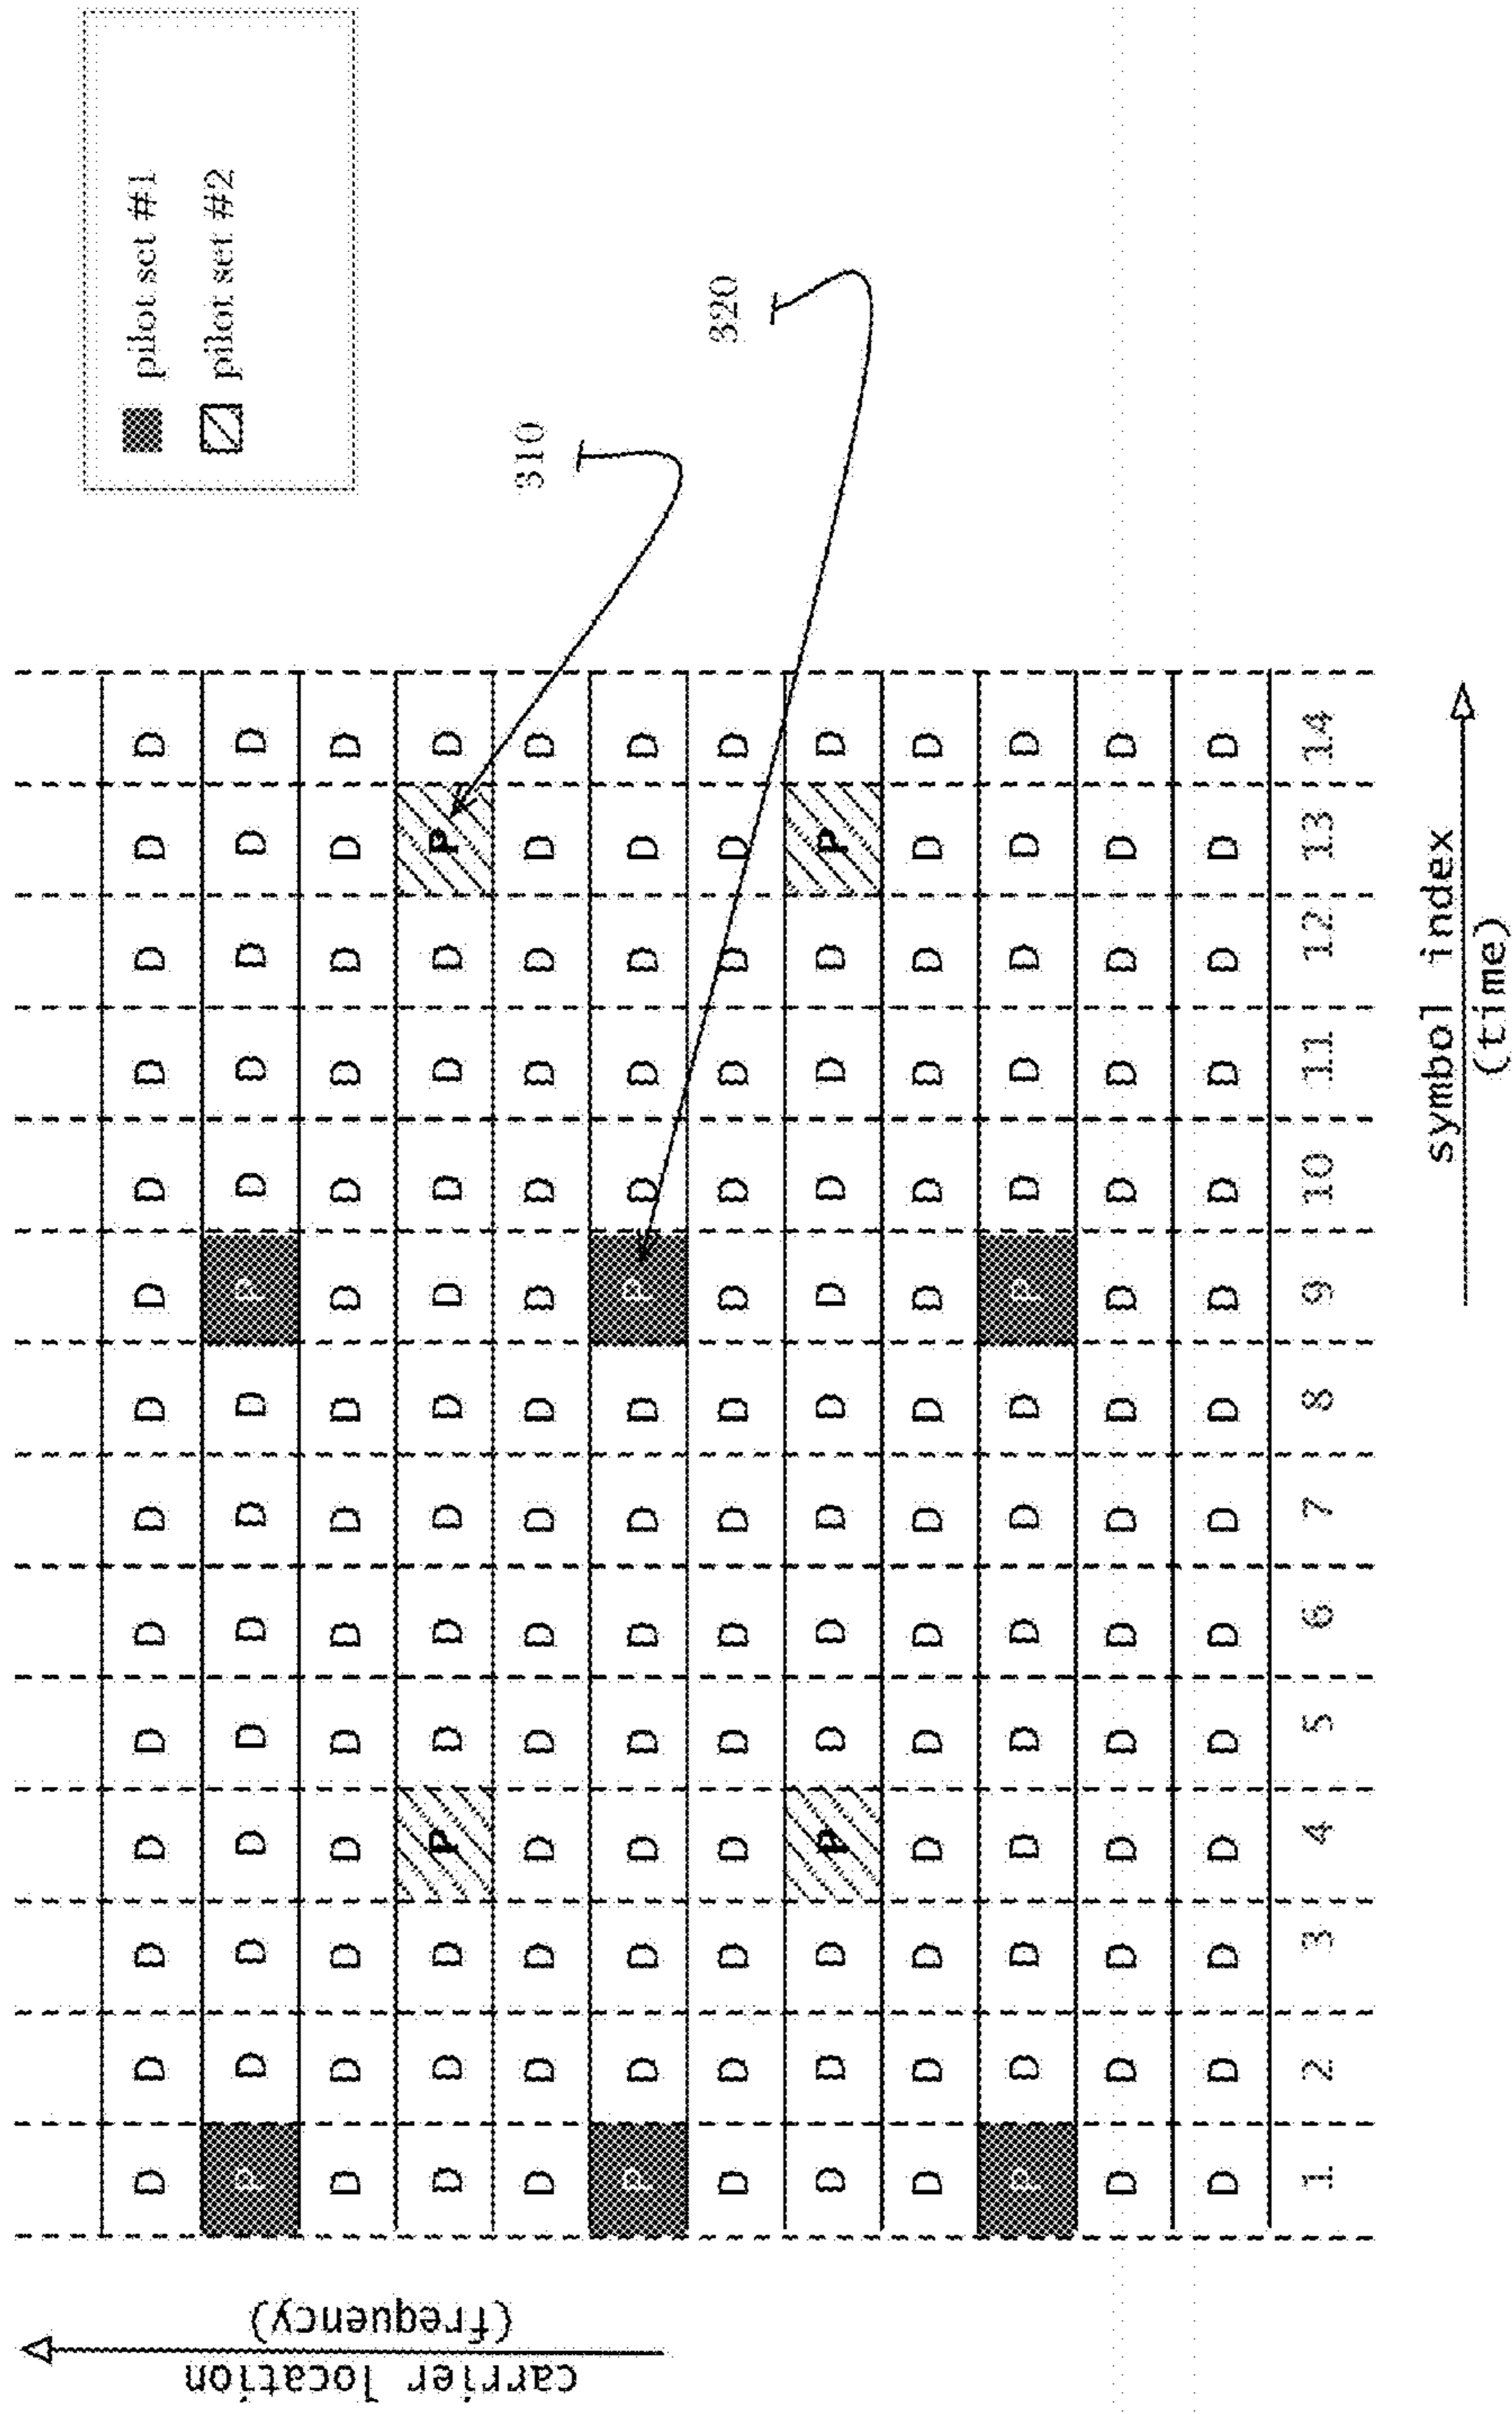 pilot set #1
pilot set #2
310
320
carrier location
(frequency)
D D D D D D D D D D D D D D
P D D D D D D D P D D D D D
D D D D D D D D D D D D D D
D D D P D D D D D D D D P D
D D D D D D D D D D D D D D
P D D D D D D D P D D D D D
D D D D D D D D D D D D D D
D D D P D D D D D D D D P D
D D D D D D D D D D D D D D
P D D D D D D D P D D D D D
D D D D D D D D D D D D D D
D D D D D D D D D D D D D D
1 2 3 4 5 6 7 8 9 10 11 12 13 14
symbol index
(time)